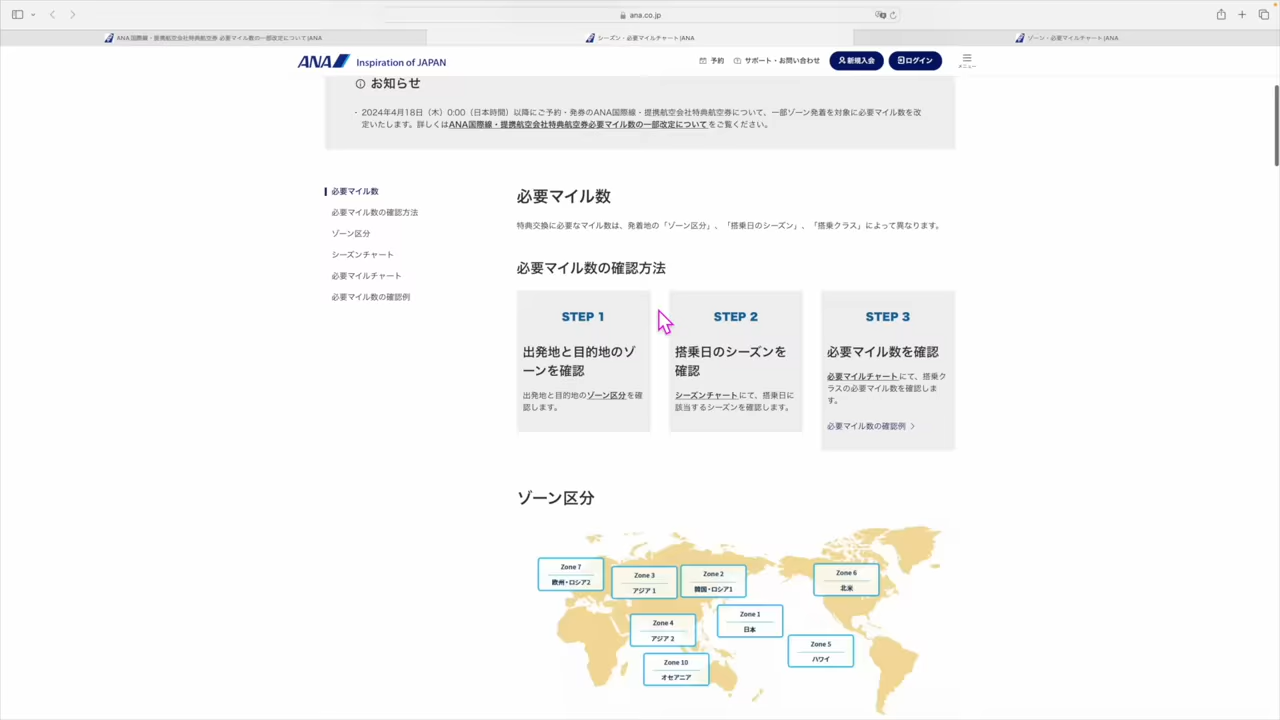 ana.co.jp
ANA国際線・提携航空会社特典航空券 必要マイル数の一部改定について|ANA
シーズン・必要マイルチャート|ANA
ゾーン・必要マイルチャート|ANA
ANA Inspiration of JAPAN
予約
サポート・お問い合わせ
新規入会
ログイン
メニュー
お知らせ
・2024年4月18日（木）0:00（日本時間）以降にご予約・発券のANA国際線・提携航空会社特典航空券について、一部ゾーン発着を対象に必要マイル数を改
定いたします。詳しくはANA国際線・提携航空会社特典航空券必要マイル数の一部改定についてをご覧ください。
必要マイル数
必要マイル数の確認方法
ゾーン区分
シーズンチャート
必要マイルチャート
必要マイル数の確認例
必要マイル数
特典交換に必要なマイル数は、発着地の「ゾーン区分」、「搭乗日のシーズン」、「搭乗クラス」によって異なります。
必要マイル数の確認方法
STEP 1
出発地と目的地のゾ
ーンを確認
出発地と目的地のゾーン区分を確
認します。
STEP 2
搭乗日のシーズンを
確認
シーズンチャートにて、搭乗日に
該当するシーズンを確認します。
STEP 3
必要マイル数を確認
必要マイルチャートにて、搭乗ク
ラスの必要マイル数を確認しま
す。
必要マイル数の確認例
ゾーン区分
Zone 7
欧州・ロシア2
Zone 3
アジア 1
Zone 2
韓国・ロシア1
Zone 6
北米
Zone 4
アジア 2
Zone 1
日本
Zone 5
ハワイ
Zone 10
オセアニア